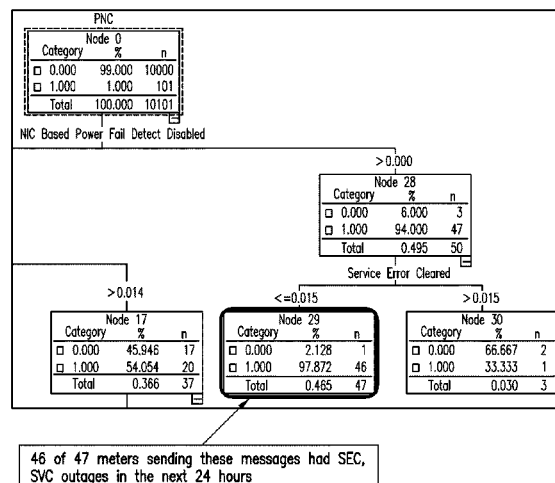 PNC
Node 0
Category % n
0.000 99.000 10000
1.000 1.000 101
Total 100.000 10101
NIC Based Power Fail Detect Disabled
>0.000
Node 28
Category % n
0.000 6.000 3
1.000 94.000 47
Total 0.495 50
Service Error Cleared
>0.014
<=0.015
>0.015
Node 17
Category % n
0.000 45.946 17
1.000 54.054 20
Total 0.366 37
Node 29
Category % n
0.000 2.128 1
1.000 97.872 46
Total 0.465 47
Node 30
Category % n
0.000 66.667 2
1.000 33.333 1
Total 0.030 3
46 of 47 meters sending these messages had SEC,
SVC outages in the next 24 hours